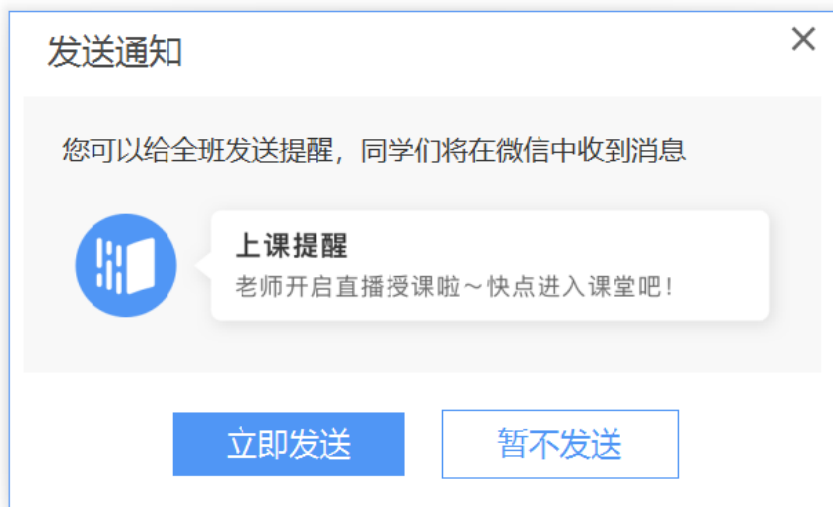 发送通知
您可以给全班发送提醒，同学们将在微信中收到消息
上课提醒
老师开启直播授课啦～快点进入课堂吧！
立即发送
暂不发送